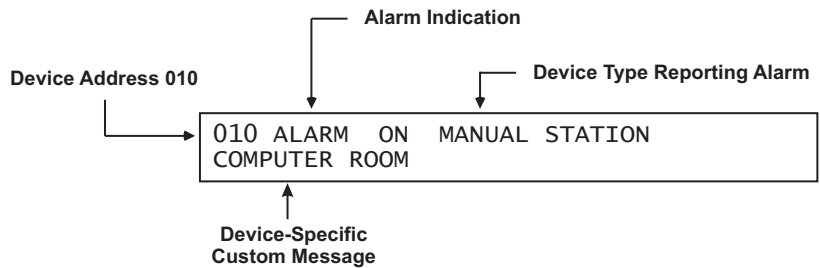 Alarm Indication
Device Address 010
Device Type Reporting Alarm
010 ALARM ON MANUAL STATION
COMPUTER ROOM
Device-Specific
Custom Message